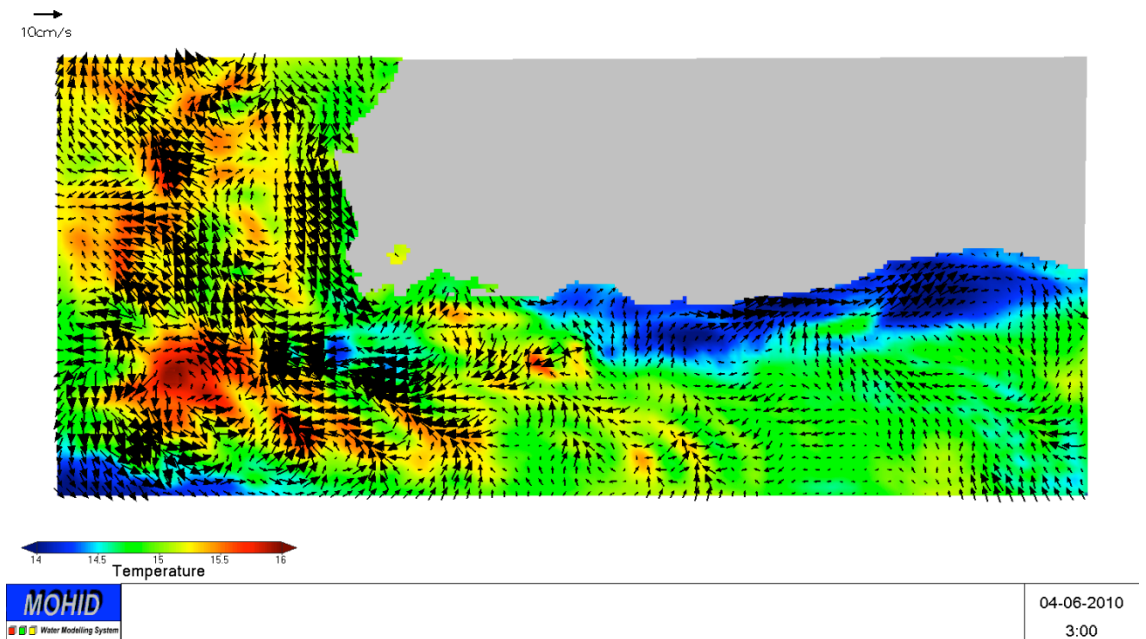 10cm/s
14 14.5 15 15.5 16
Temperature
MOHID
Water Modelling System
04-06-2010
3:00